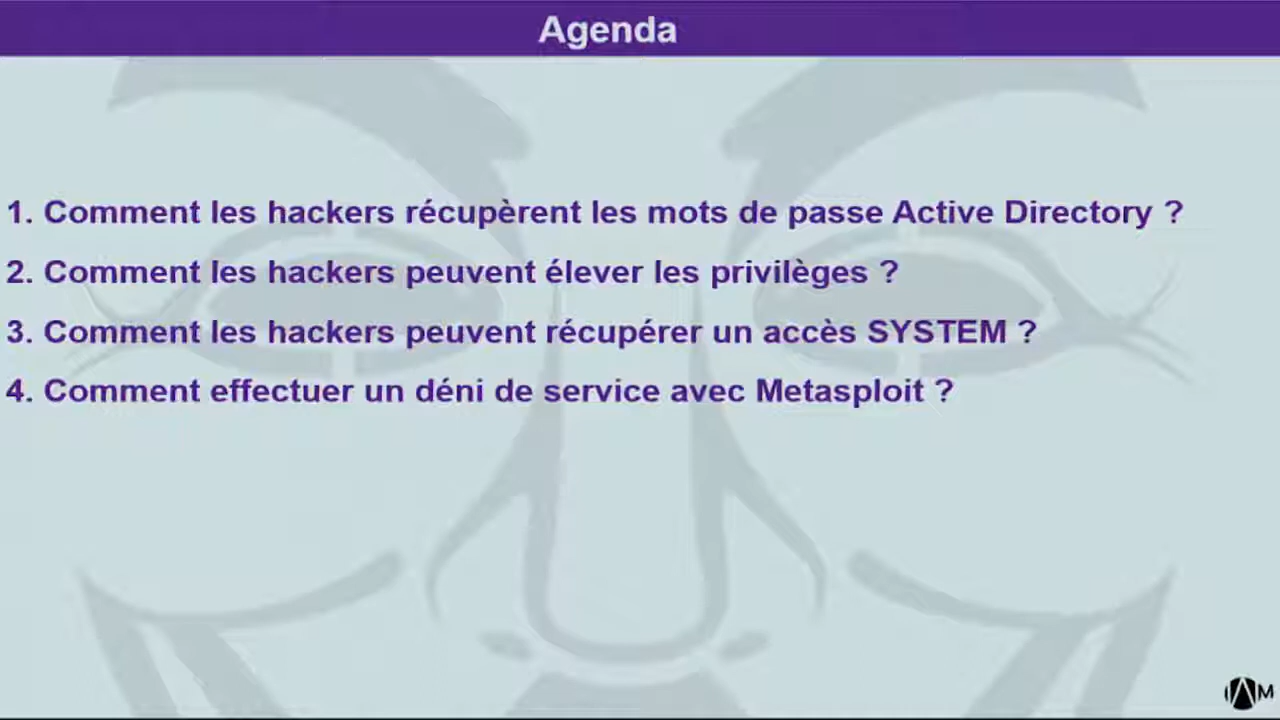 Agenda
1. Comment les hackers récupèrent les mots de passe Active Directory ?
2. Comment les hackers peuvent élever les privilèges ?
3. Comment les hackers peuvent récupérer un accès SYSTEM ?
4. Comment effectuer un déni de service avec Metasploit ?